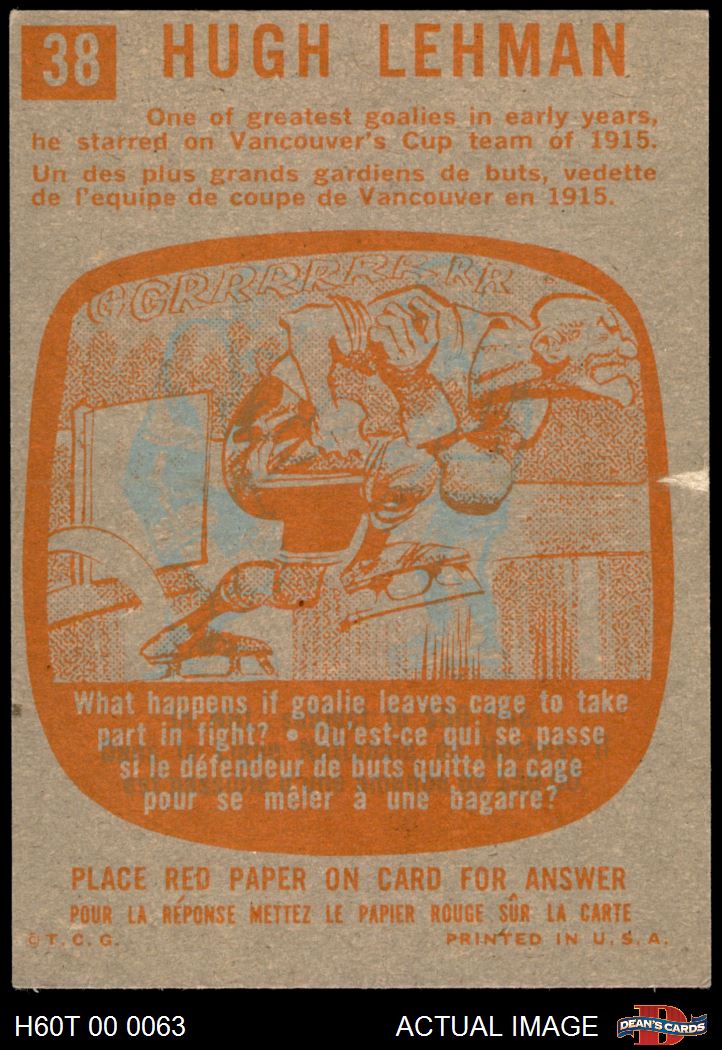 38 HUGH LEHMAN
One of greatest goalies in early years,
he starred on Vancouver's Cup team of 1915.
Un des plus grands gardiens de buts, vedette
de l'equipe de coupe de Vancouver en 1915.
What happens if goalie leaves cage to take
part in fight? • Qu'est-ce qui se passe
si le défendeur de buts quitte la cage
pour se mêler à une bagarre?
PLACE RED PAPER ON CARD FOR ANSWER
POUR LA RÉPONSE METTEZ LE PAPIER ROUGE SÛR LA CARTE
© T. C. G. PRINTED IN U. S. A.
H60T 00 0063 ACTUAL IMAGE D DEAN'S CARDS